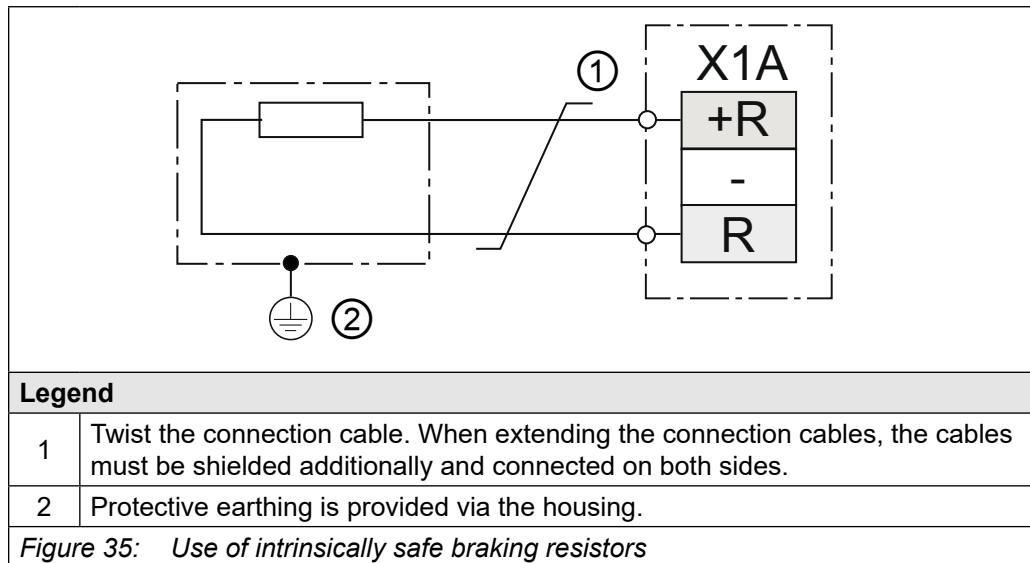 1
X1A
+R
-
R
2
Legend
1 Twist the connection cable. When extending the connection cables, the cables
must be shielded additionally and connected on both sides.
2 Protective earthing is provided via the housing.
Figure 35: Use of intrinsically safe braking resistors